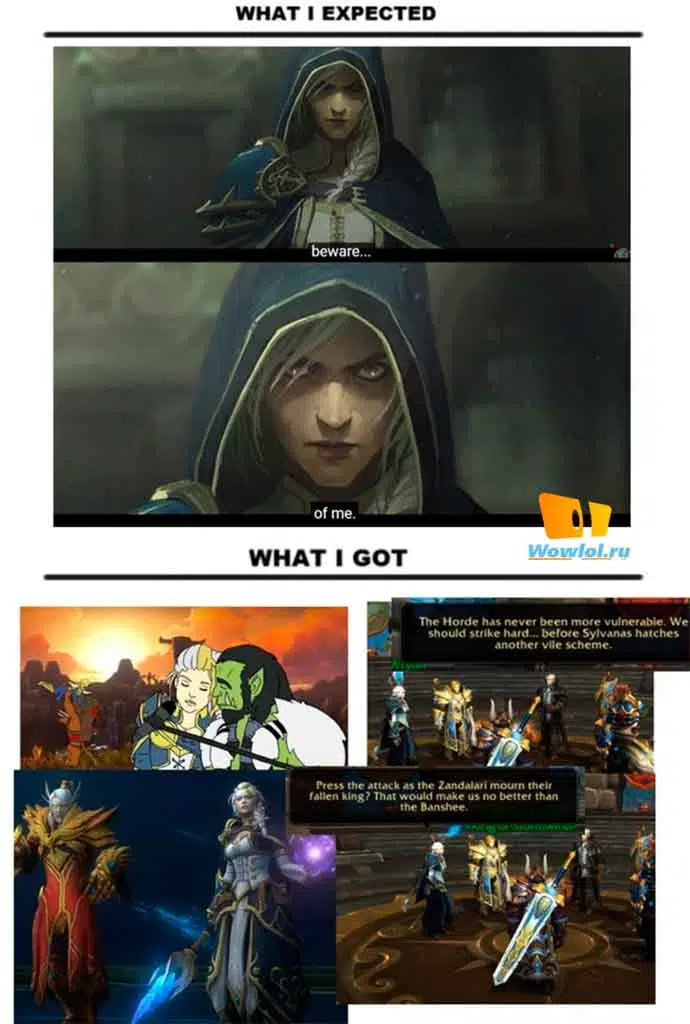 WHAT I EXPECTED
beware...
of me.
Wowlol.ru
WHAT I GOT
The Horde has never been more vulnerable. We
should strike hard... before Sylvanas hatches
another vile scheme.
Press the attack as the Zandalari mourn their
fallen king? That would make us no better than
the Banshee.